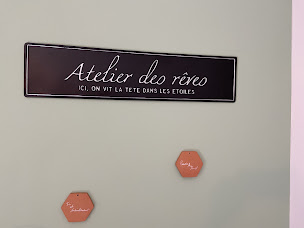 Atelier des rêves
ICI, ON VIT LA TETE DANS LES ETOILES